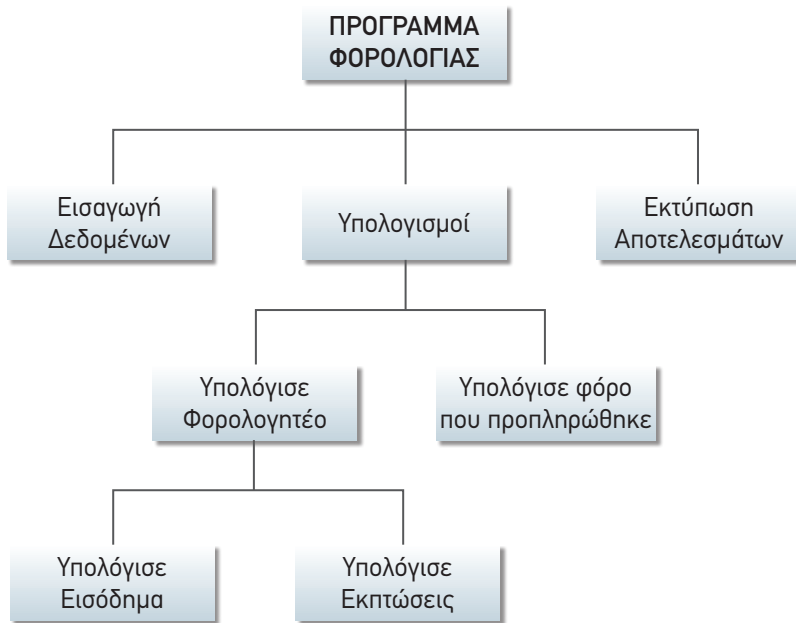 ΠΡΟΓΡΑΜΜΑ
ΦΟΡΟΛΟΓΙΑΣ
Εισαγωγή
Δεδομένων
Υπολογισμοί
Εκτύπωση
Αποτελεσμάτων
Υπολόγισε
Φορολογητέο
Υπολόγισε φόρο
που προπληρώθηκε
Υπολόγισε
Εισόδημα
Υπολόγισε
Εκπτώσεις